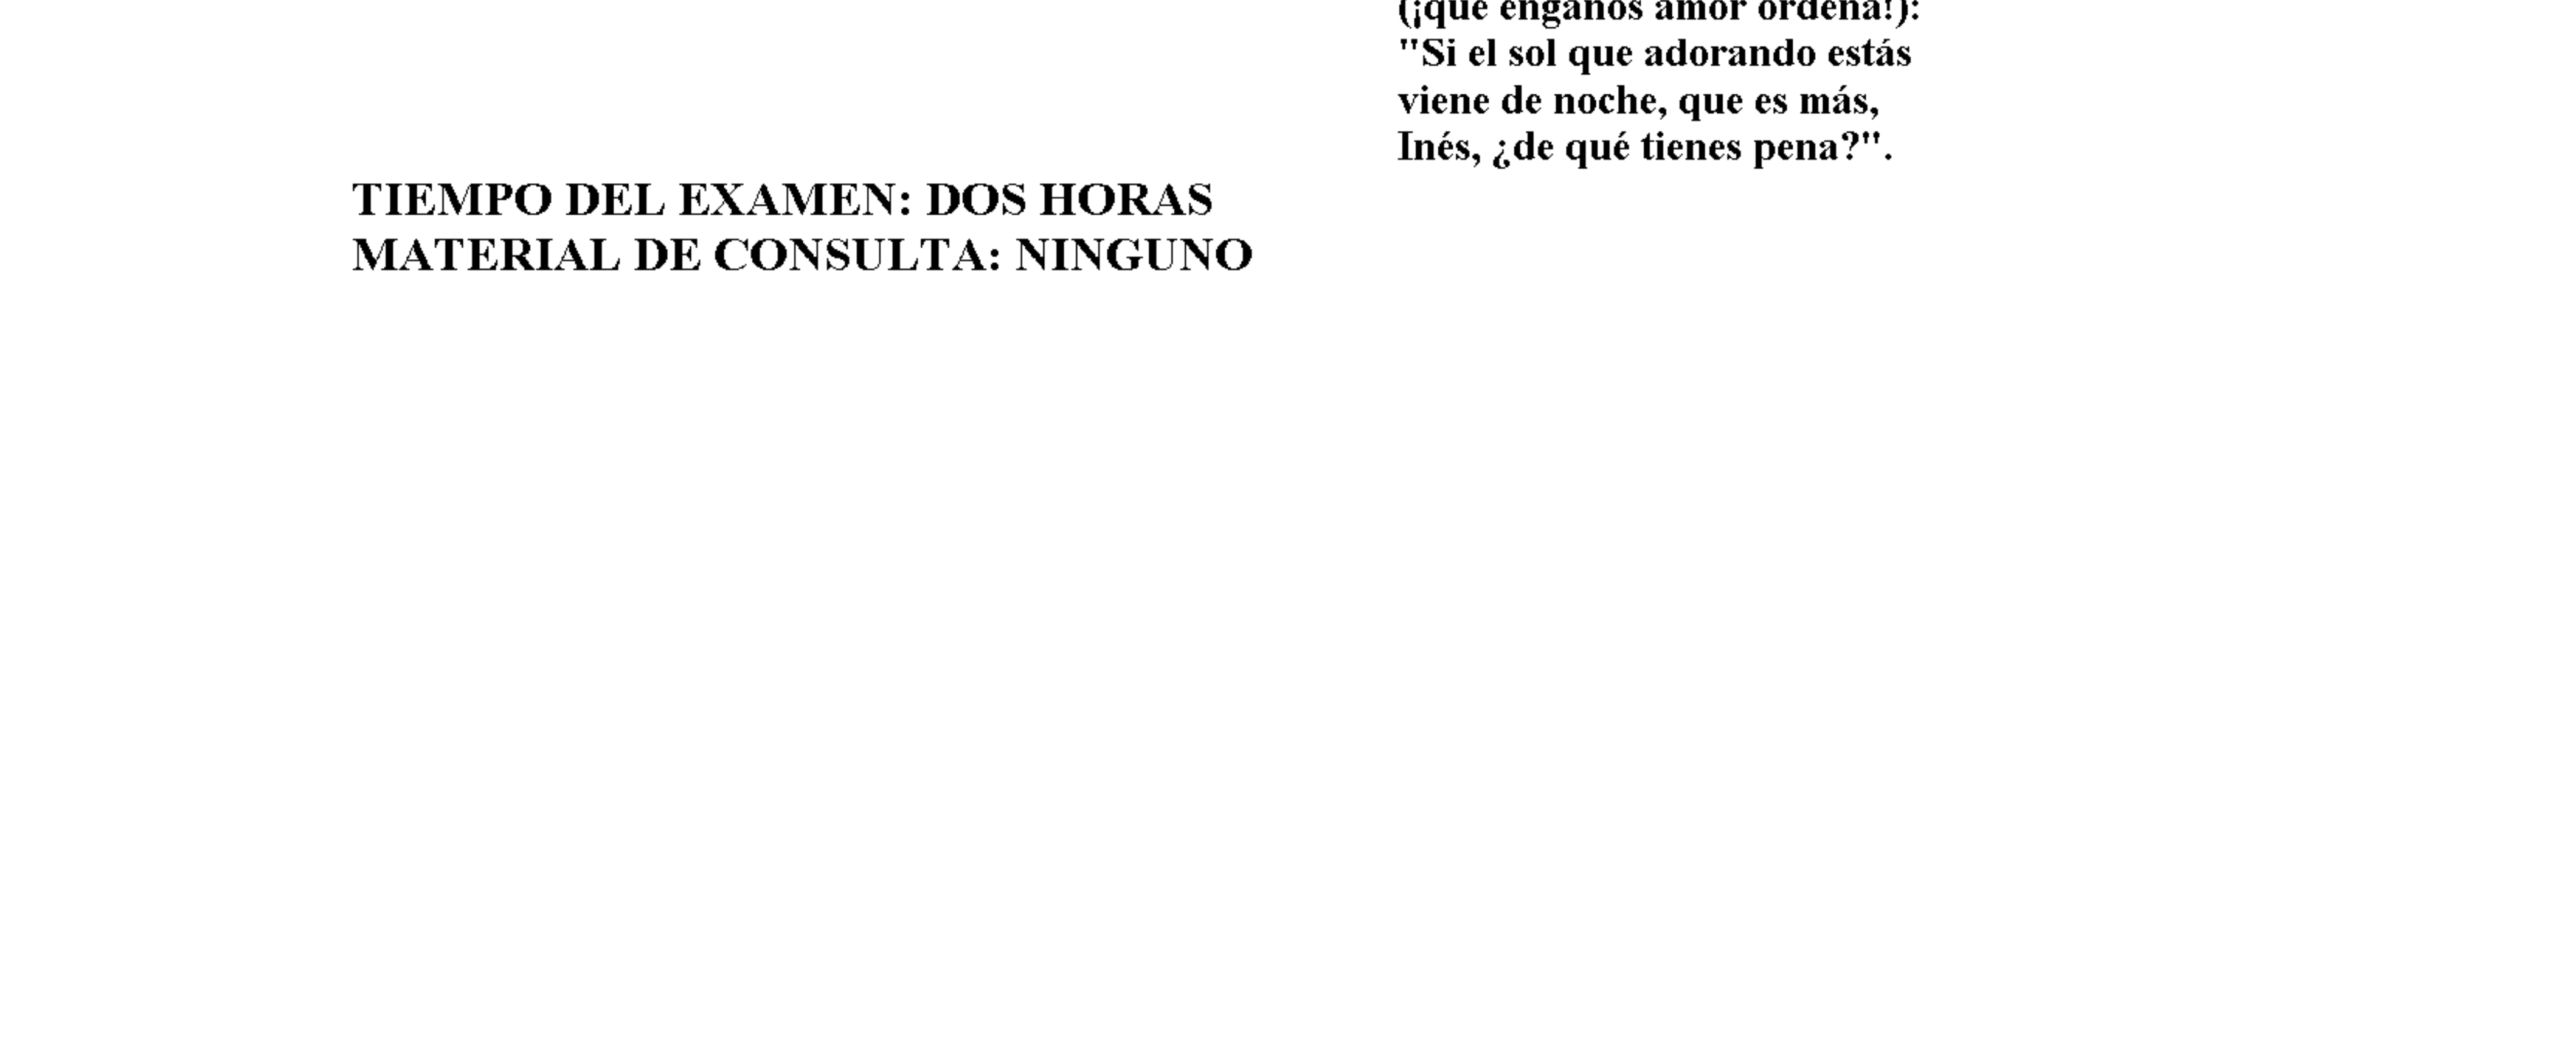 (¡qué engaños amor ordena!):
"Si el sol que adorando estás
viene de noche, que es más,
Inés, ¿de qué tienes pena?".
TIEMPO DEL EXAMEN: DOS HORAS
MATERIAL DE CONSULTA: NINGUNO